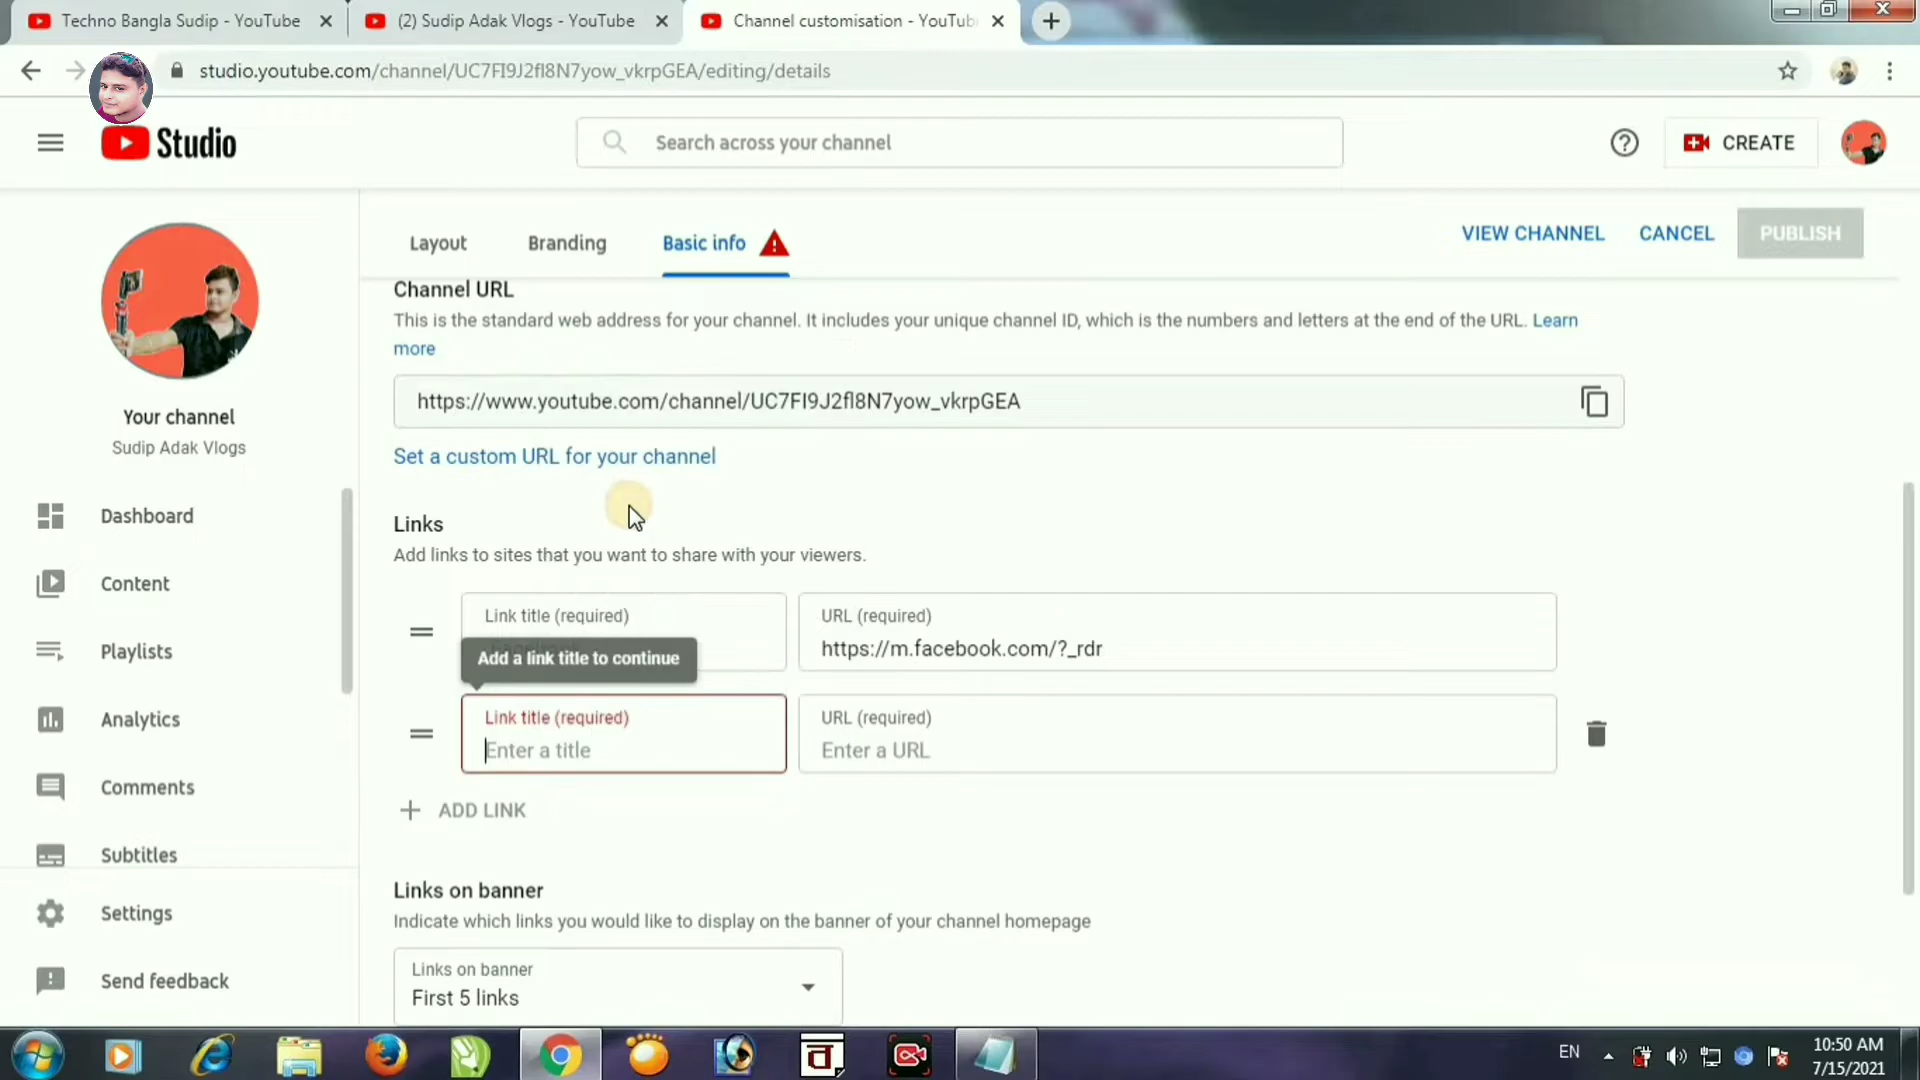 Techno Bangla Sudip - YouTube
(2) Sudip Adak Vlogs - YouTube
Channel customisation - YouTub
studio.youtube.com/channel/UC7FI9J2fl8N7yow_vkrpGEA/editing/details
Studio
Search across your channel
CREATE
Layout
Branding
Basic info
VIEW CHANNEL
CANCEL
PUBLISH
Your channel
Sudip Adak Vlogs
Dashboard
Content
Playlists
Analytics
Comments
Subtitles
Settings
Send feedback
Channel URL
This is the standard web address for your channel. It includes your unique channel ID, which is the numbers and letters at the end of the URL. Learn
more
https://www.youtube.com/channel/UC7FI9J2fl8N7yow_vkrpGEA
Set a custom URL for your channel
Links
Add links to sites that you want to share with your viewers.
Link title (required)
URL (required)
https://m.facebook.com/?_rdr
Add a link title to continue
Link title (required)
Enter a title
URL (required)
Enter a URL
ADD LINK
Links on banner
Indicate which links you would like to display on the banner of your channel homepage
Links on banner
First 5 links
EN
10:50 AM
7/15/2021